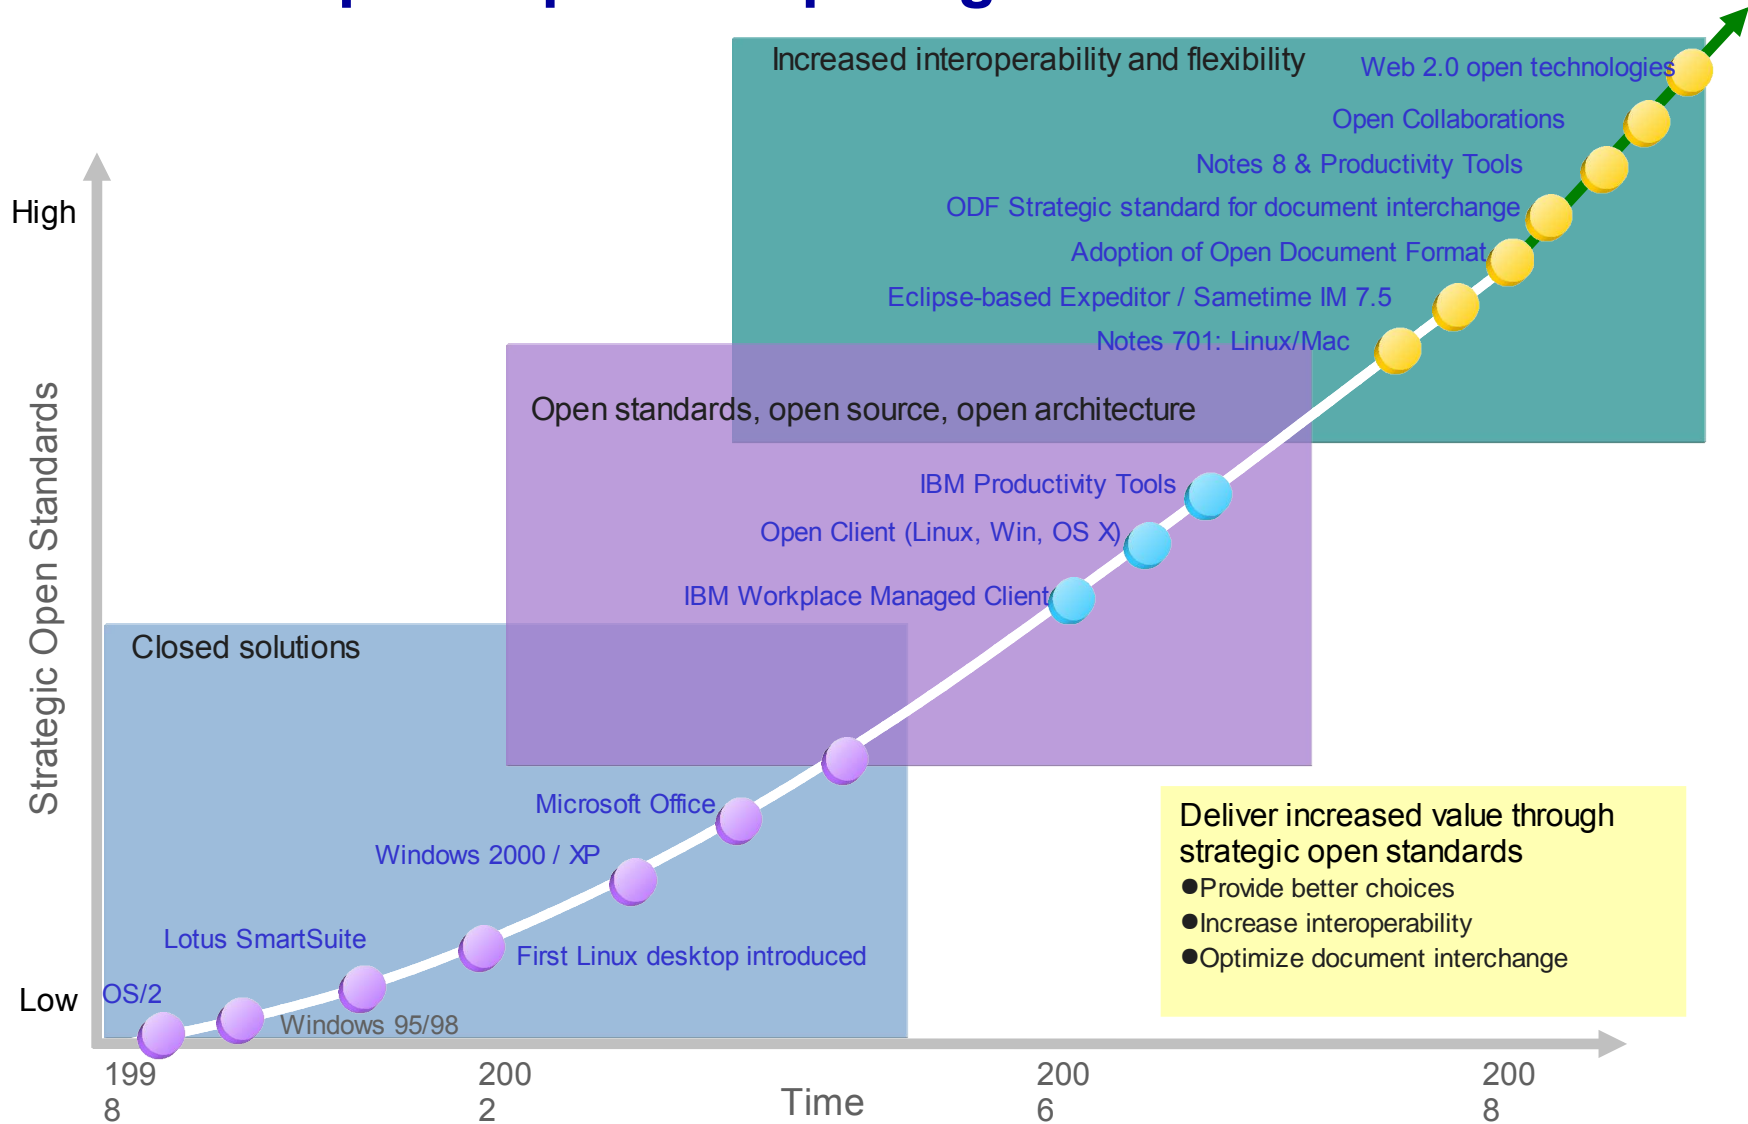 Increased interoperability and flexibility
Web 2.0 open technologies
Open Collaborations
Notes 8 & Productivity Tools
High
ODF Strategic standard for document interchange
Adoption of Open Document Format
Eclipse-based Expeditor / Sametime IM 7.5
Notes 701: Linux/Mac
Open standards, open source, open architecture
IBM Productivity Tools
Open Client (Linux, Win, OS X)
IBM Workplace Managed Client
Strategic Open Standards
Closed solutions
Microsoft Office
Windows 2000 / XP
Lotus SmartSuite
First Linux desktop introduced
OS/2
Low
Windows 95/98
Deliver increased value through
strategic open standards
●Provide better choices
●Increase interoperability
●Optimize document interchange
199
8
200
2
Time
200
6
200
8